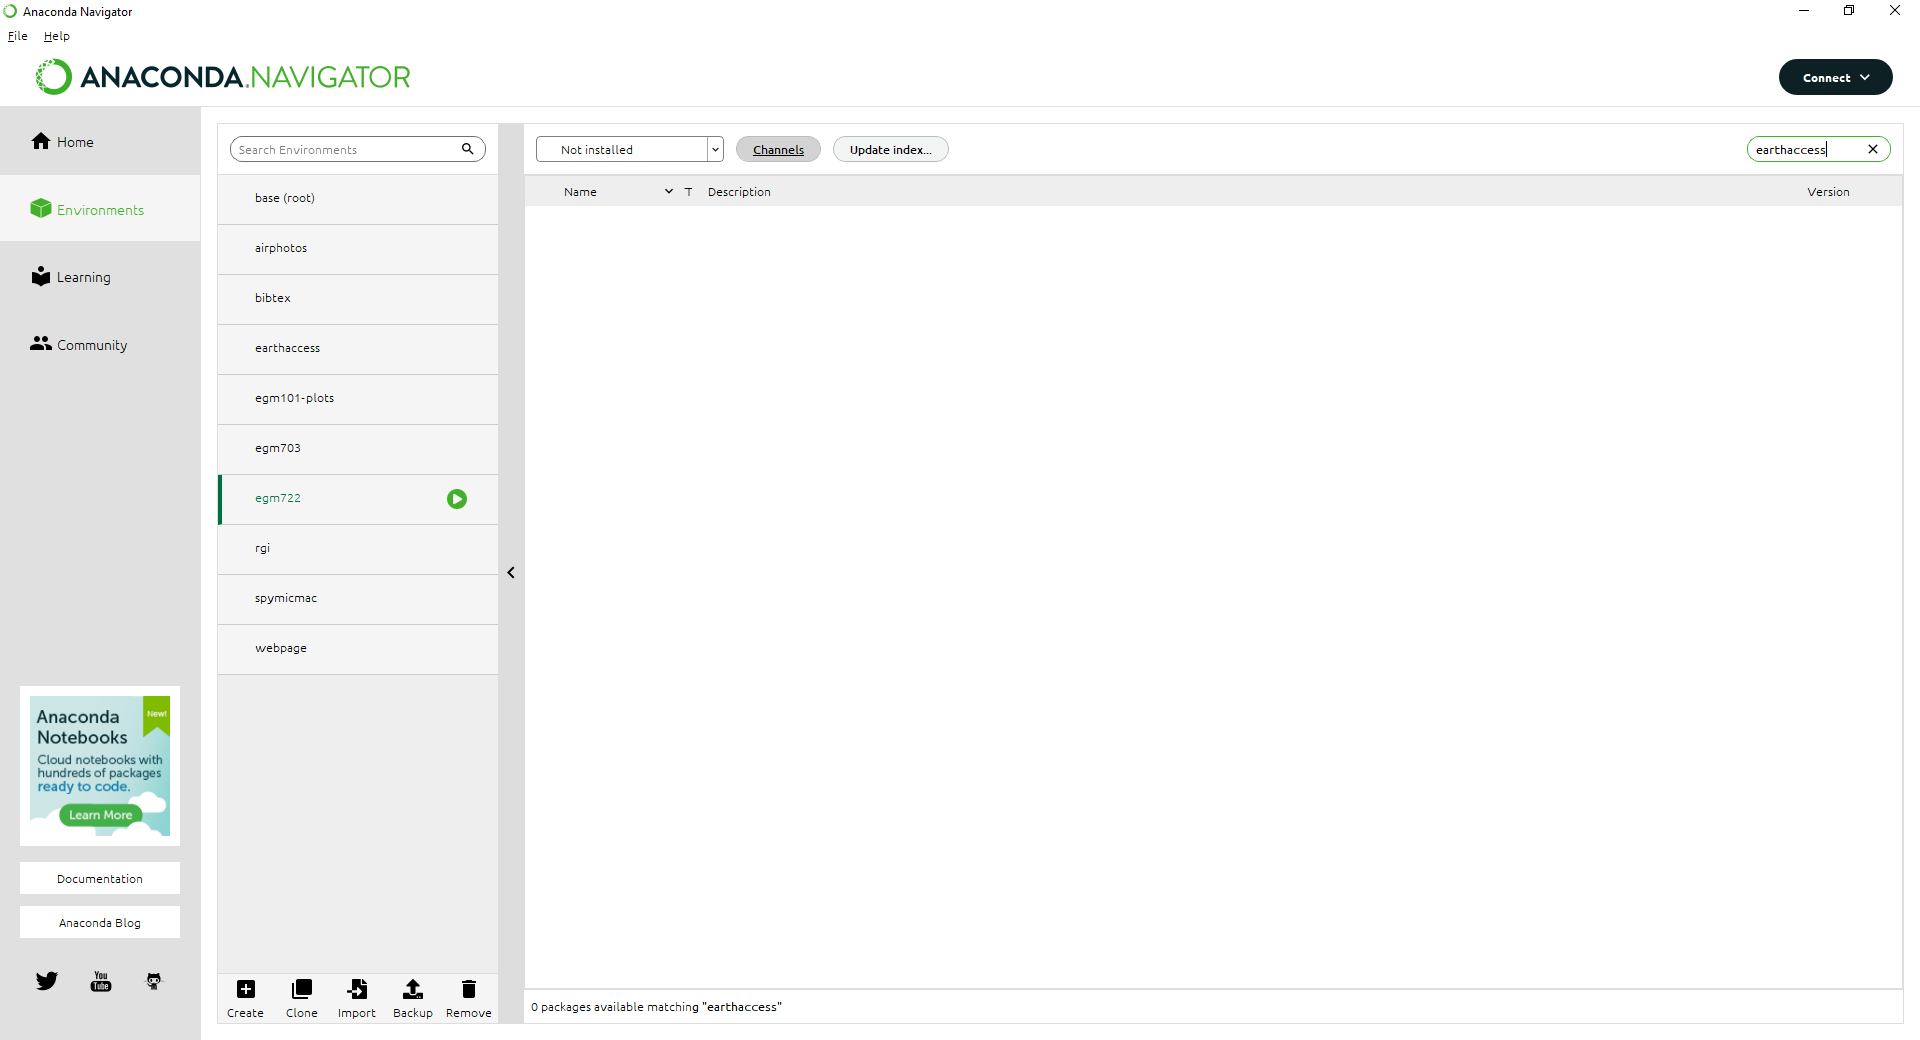 Anaconda Navigator
File Help
ANACONDA.NAVIGATOR
Connect
Home
Environments
Learning
Community
Anaconda
Notebooks
New!
Cloud notebooks with
hundreds of packages
ready to code.
Learn More
Documentation
Anaconda Blog
You
Tube
Search Environments
base (root)
airphotos
bibtex
earthaccess
egm101-plots
egm703
egm722
rgi
spymicmac
webpage
Create Clone Import Backup Remove
Not installed Channels Update index... earthaccess
Name T Description Version
0 packages available matching "earthaccess"